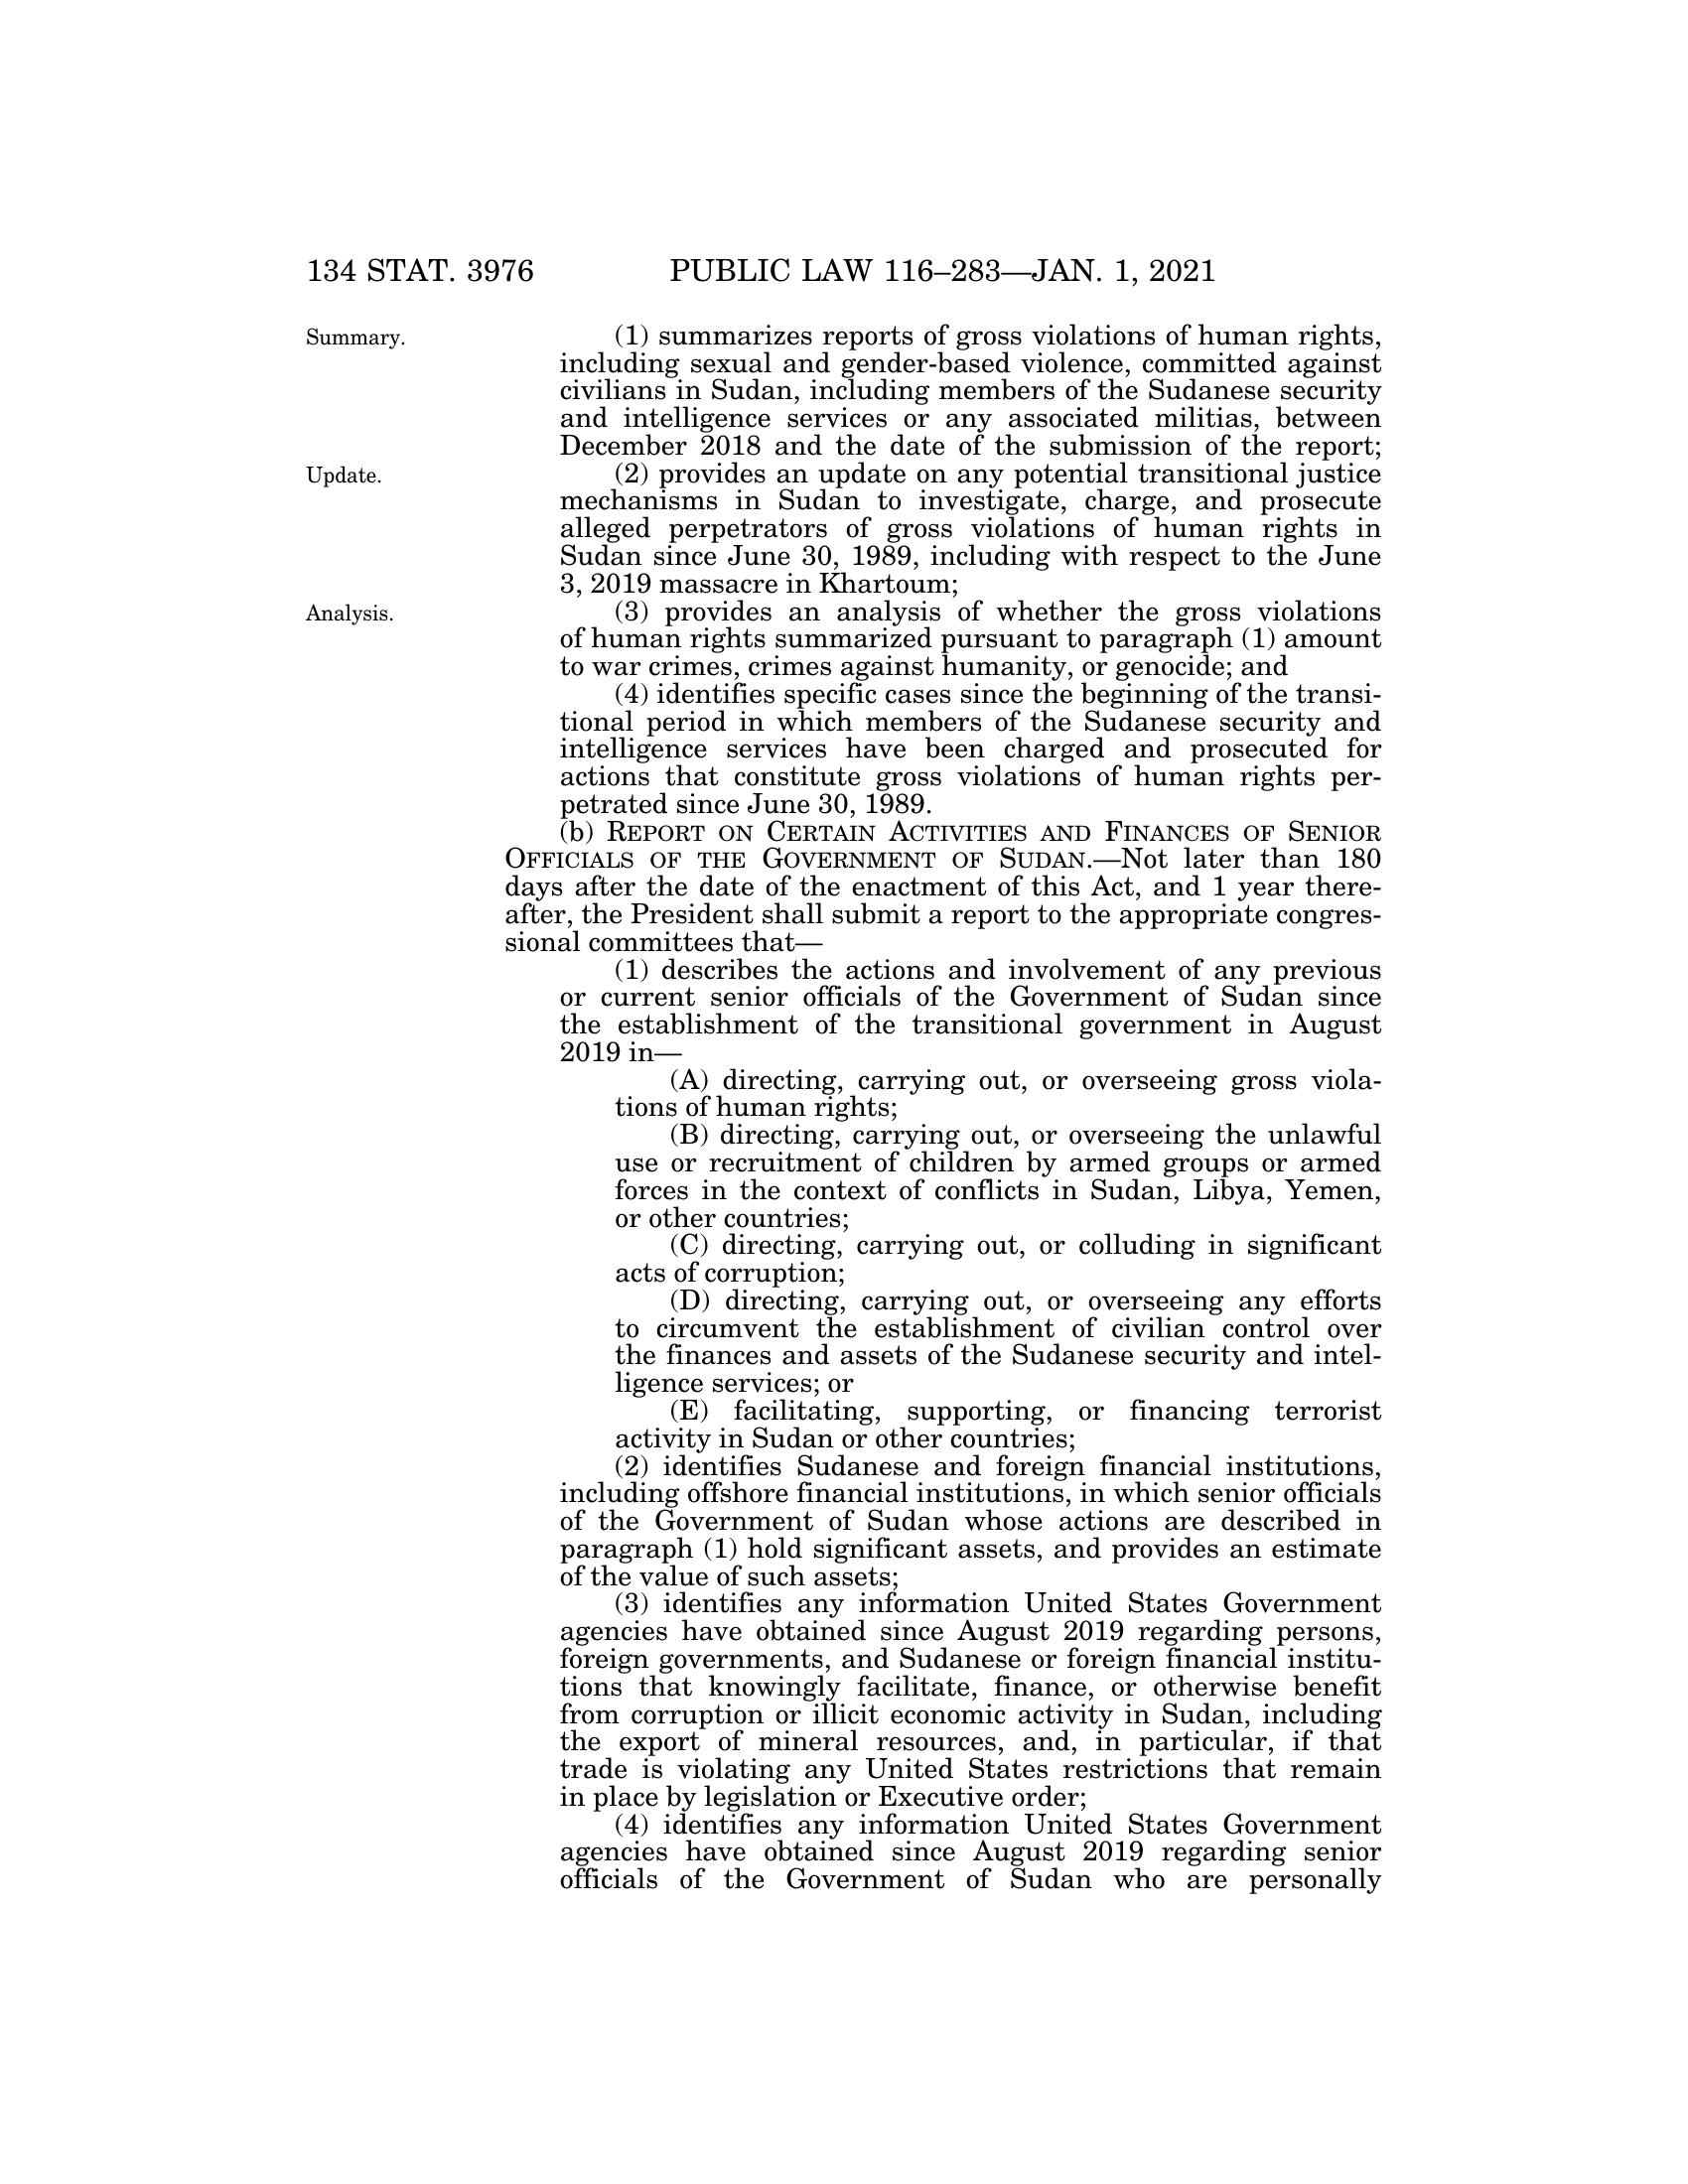 134 STAT. 3976
PUBLIC LAW 116–283—JAN. 1, 2021
Summary.
(1) summarizes reports of gross violations of human rights,
including sexual and gender-based violence, committed against
civilians in Sudan, including members of the Sudanese security
and intelligence services or any associated militias, between
December 2018 and the date of the submission of the report;
Update.
(2) provides an update on any potential transitional justice
mechanisms in Sudan to investigate, charge, and prosecute
alleged perpetrators of gross violations of human rights in
Sudan since June 30, 1989, including with respect to the June
3, 2019 massacre in Khartoum;
Analysis.
(3) provides an analysis of whether the gross violations
of human rights summarized pursuant to paragraph (1) amount
to war crimes, crimes against humanity, or genocide; and
(4) identifies specific cases since the beginning of the transi-
tional period in which members of the Sudanese security and
intelligence services have been charged and prosecuted for
actions that constitute gross violations of human rights per-
petrated since June 30, 1989.
(b) REPORT ON CERTAIN ACTIVITIES AND FINANCES OF SENIOR
OFFICIALS OF THE GOVERNMENT OF SUDAN.—Not later than 180
days after the date of the enactment of this Act, and 1 year there-
after, the President shall submit a report to the appropriate congres-
sional committees that—
(1) describes the actions and involvement of any previous
or current senior officials of the Government of Sudan since
the establishment of the transitional government in August
2019 in—
(A) directing, carrying out, or overseeing gross viola-
tions of human rights;
(B) directing, carrying out, or overseeing the unlawful
use or recruitment of children by armed groups or armed
forces in the context of conflicts in Sudan, Libya, Yemen,
or other countries;
(C) directing, carrying out, or colluding in significant
acts of corruption;
(D) directing, carrying out, or overseeing any efforts
to circumvent the establishment of civilian control over
the finances and assets of the Sudanese security and intel-
ligence services; or
(E) facilitating, supporting, or financing terrorist
activity in Sudan or other countries;
(2) identifies Sudanese and foreign financial institutions,
including offshore financial institutions, in which senior officials
of the Government of Sudan whose actions are described in
paragraph (1) hold significant assets, and provides an estimate
of the value of such assets;
(3) identifies any information United States Government
agencies have obtained since August 2019 regarding persons,
foreign governments, and Sudanese or foreign financial institu-
tions that knowingly facilitate, finance, or otherwise benefit
from corruption or illicit economic activity in Sudan, including
the export of mineral resources, and, in particular, if that
trade is violating any United States restrictions that remain
in place by legislation or Executive order;
(4) identifies any information United States Government
agencies have obtained since August 2019 regarding senior
officials of the Government of Sudan who are personally